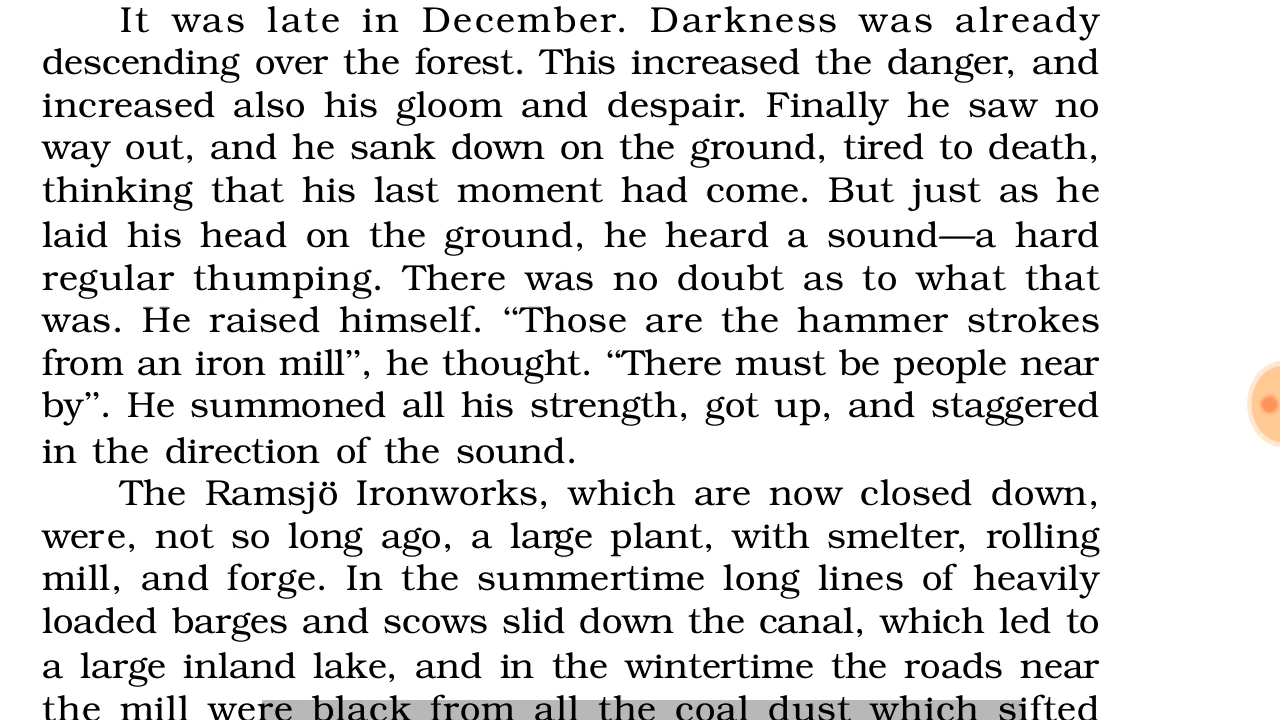 It was late in December. Darkness was already
descending over the forest. This increased the danger, and
increased also his gloom and despair. Finally he saw no
way out, and he sank down on the ground, tired to death,
thinking that his last moment had come. But just as he
laid his head on the ground, he heard a sound—a hard
regular thumping. There was no doubt as to what that
was. He raised himself. “Those are the hammer strokes
from an iron mill”, he thought. “There must be people near
by”. He summoned all his strength, got up, and staggered
in the direction of the sound.
The Ramsjö Ironworks, which are now closed down,
were, not so long ago, a large plant, with smelter, rolling
mill, and forge. In the summertime long lines of heavily
loaded barges and scows slid down the canal, which led to
a large inland lake, and in the wintertime the roads near
the mill were black from all the coal dust which sifted